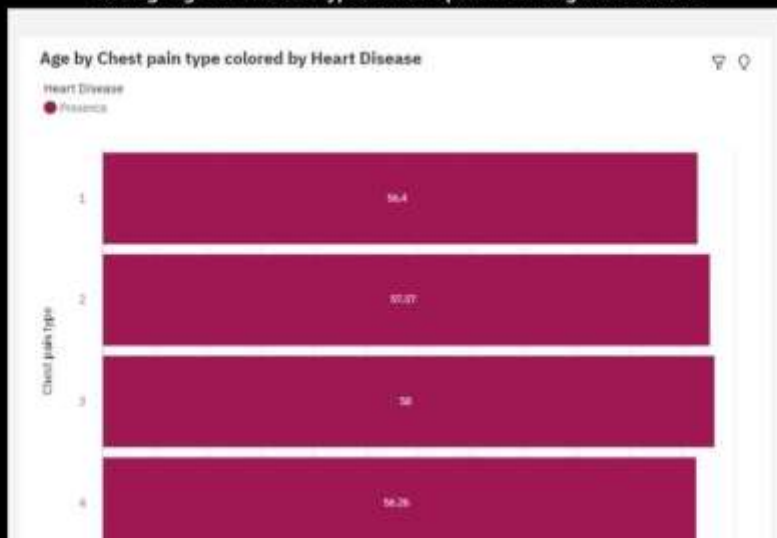 Age by Chest pain type colored by Heart Disease
Heart Disease
Presence
1
56.4
2
57.57
3
58
4
56.26
Chest pain type